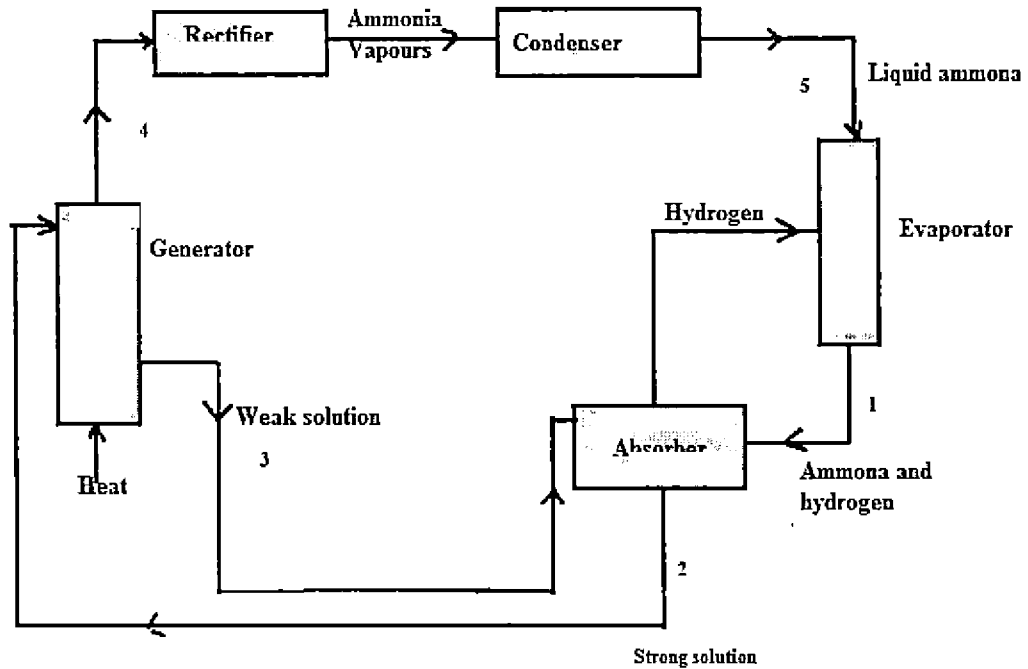 Ammonia
Vapours
Rectifier
Condenser
5
Liquid ammona
4
Hydrogen
Evaporator
Generator
1
Weak solution
3
Absorber
Ammona and
hydrogen
Heat
2
Strong solution